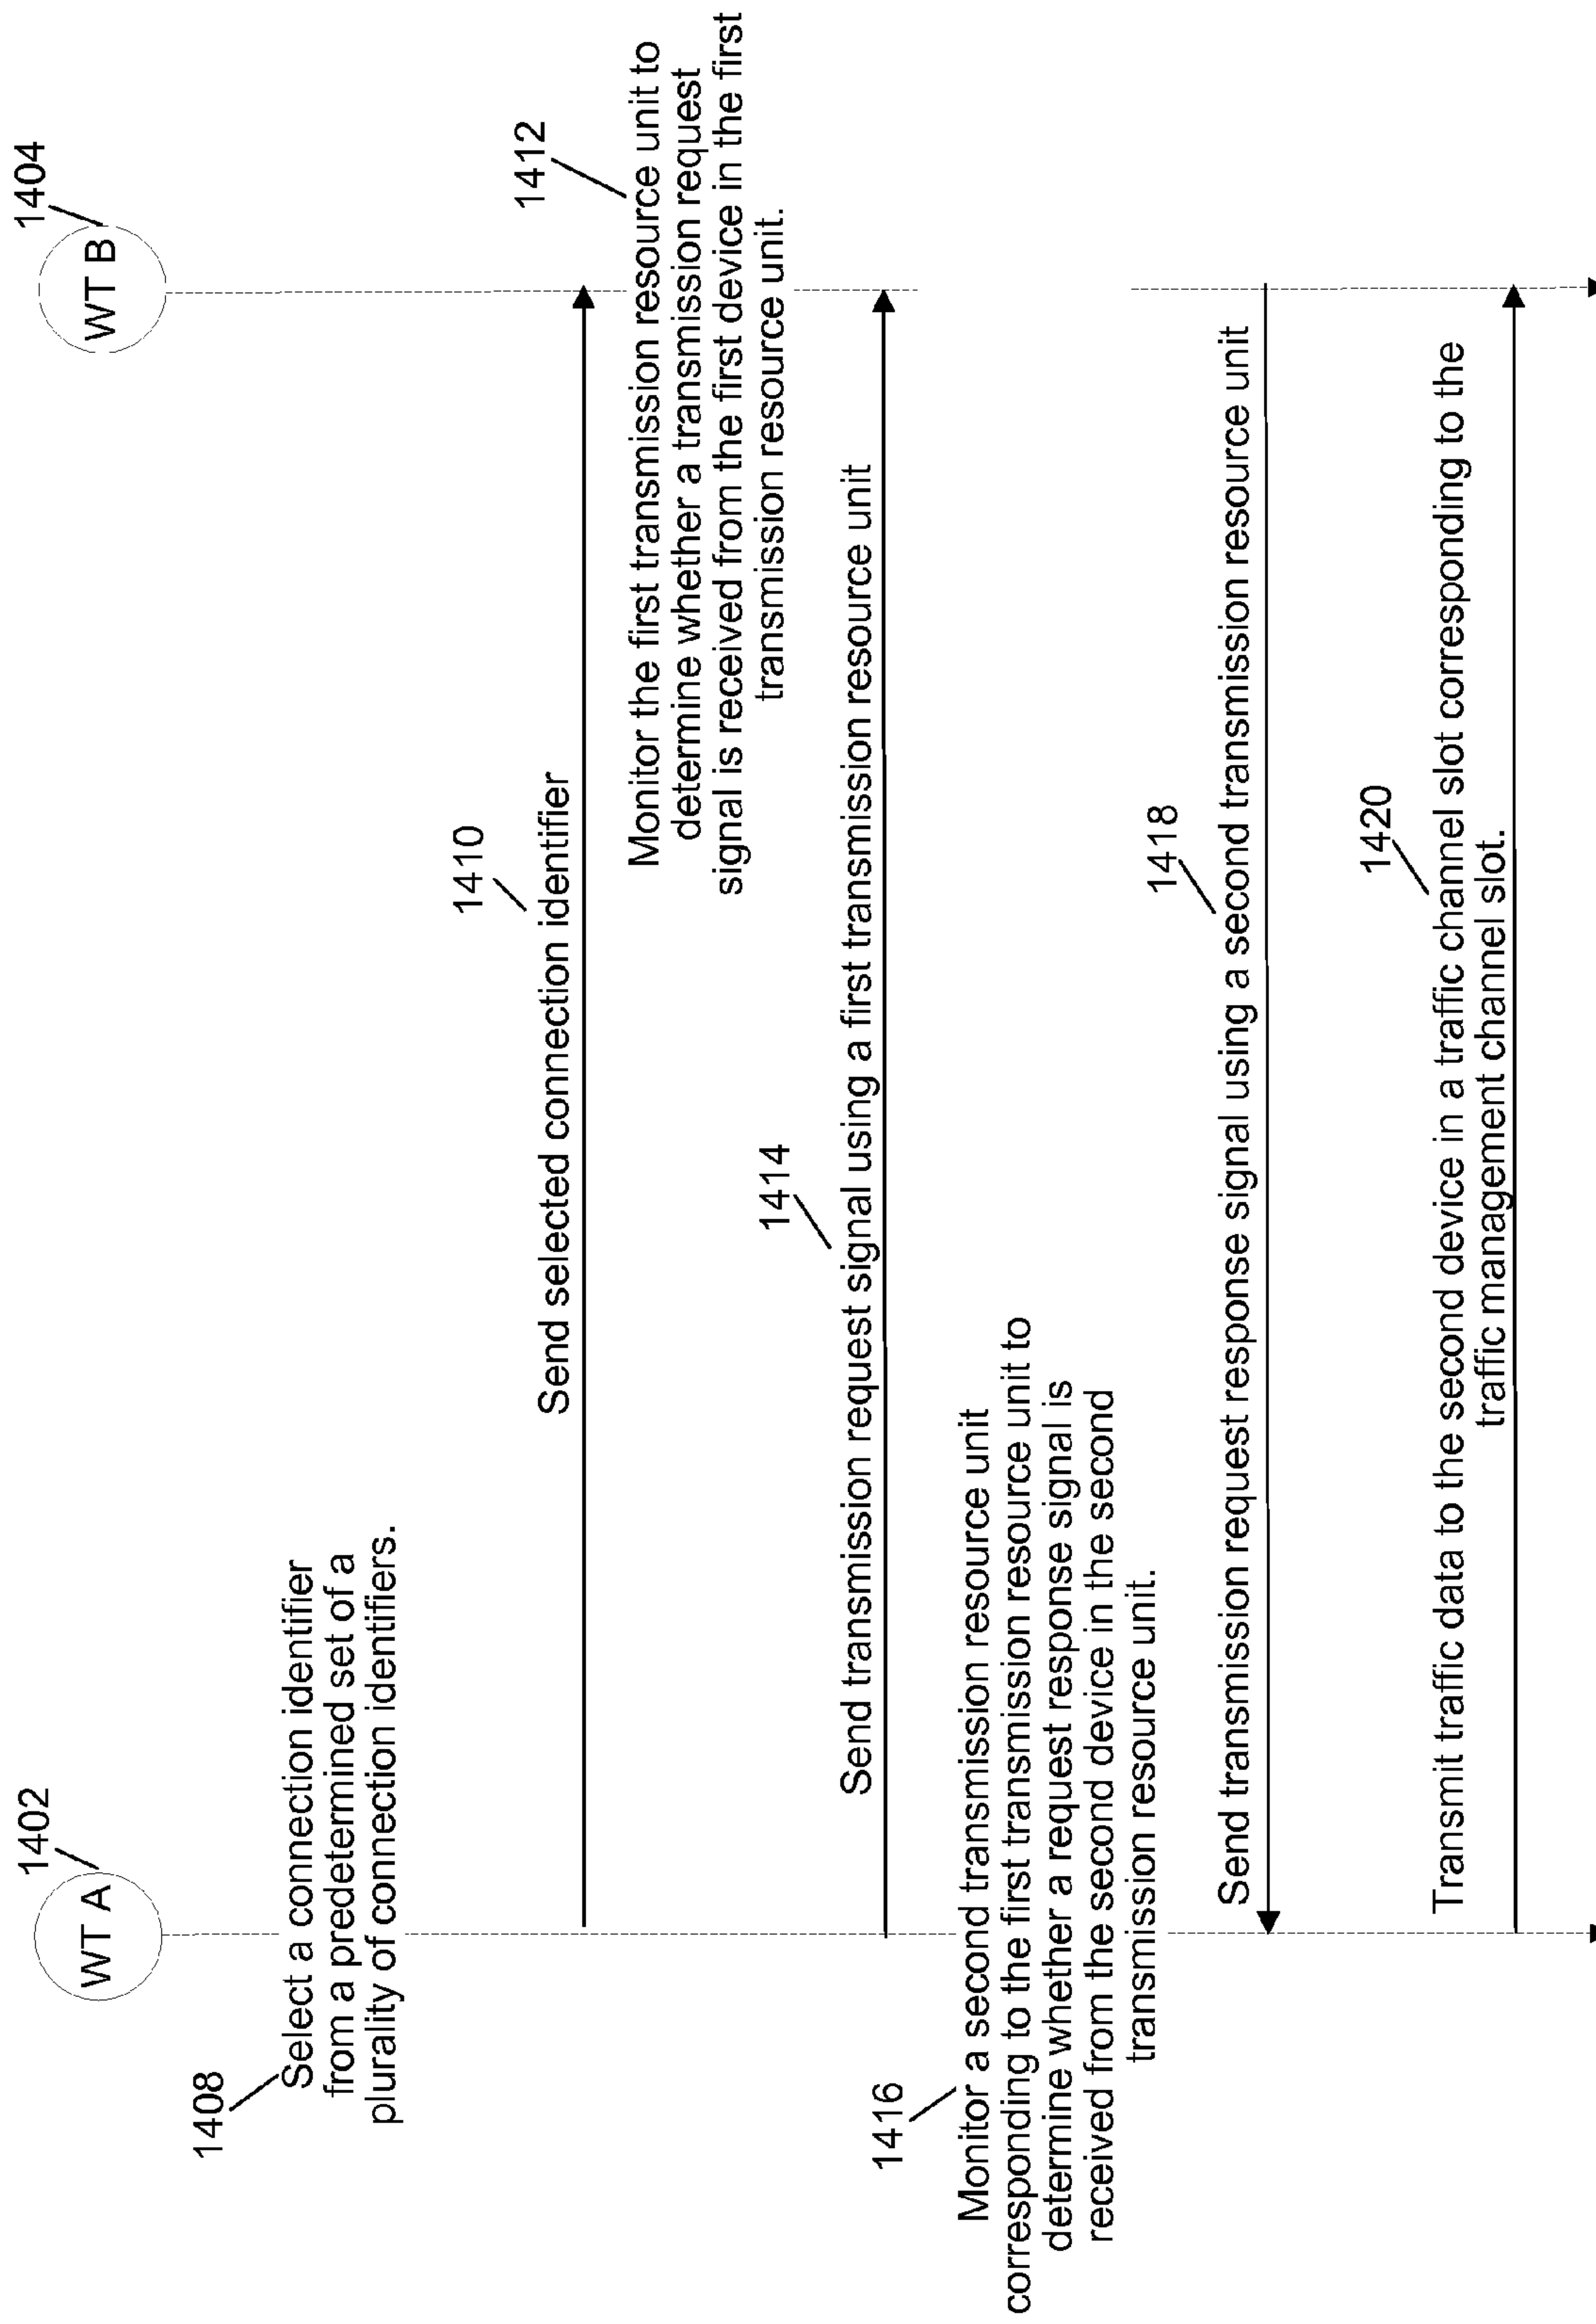 1402
WT A
1404
WT B
1408
Select a connection identifier
from a predetermined set of a
plurality of connection identifiers.
1410
Send selected connection identifier
1412
Monitor the first transmission resource unit to
determine whether a transmission request
signal is received from the first device in the first
transmission resource unit.
1414
Send transmission request signal using a first transmission resource unit
1416
Monitor a second transmission resource unit
corresponding to the first transmission resource unit to
determine whether a request response signal is
received from the second device in the second
transmission resource unit.
1418
Send transmission request response signal using a second transmission resource unit
1420
Transmit traffic data to the second device in a traffic channel slot corresponding to the
traffic management channel slot.